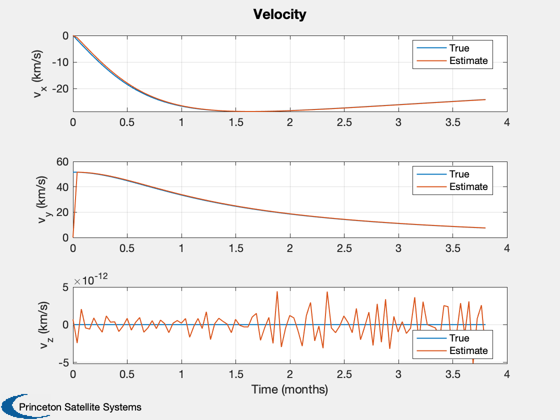 Velocity
0
-10
-20
v_x (km/s)
True
Estimate
0 0.5 1 1.5 2 2.5 3 3.5 4
60
40
20
0
v_y (km/s)
True
Estimate
0 0.5 1 1.5 2 2.5 3 3.5 4
×10^-12
5
0
-5
v_z (km/s)
True
Estimate
0 0.5 1 1.5 2 2.5 3 3.5 4
Time (months)
Princeton Satellite Systems